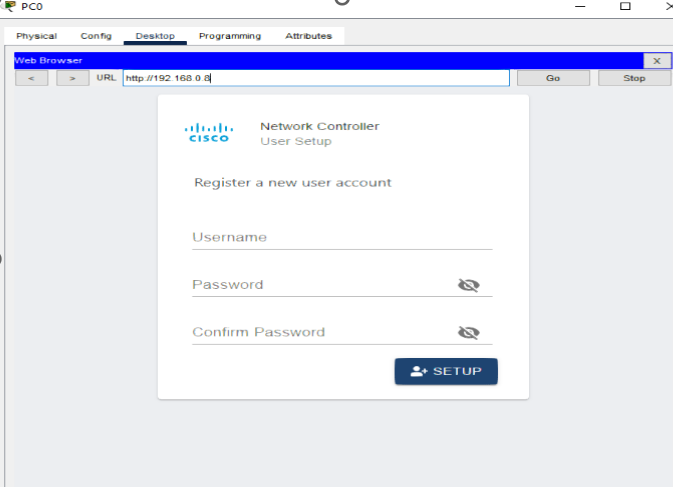 PC0
Physical Config Desktop Programming Attributes
Web Browser X
< > URL http://192.168.0.8 Go Stop
CISCO Network Controller
User Setup
Register a new user account
Username
Password
Confirm Password
SETUP